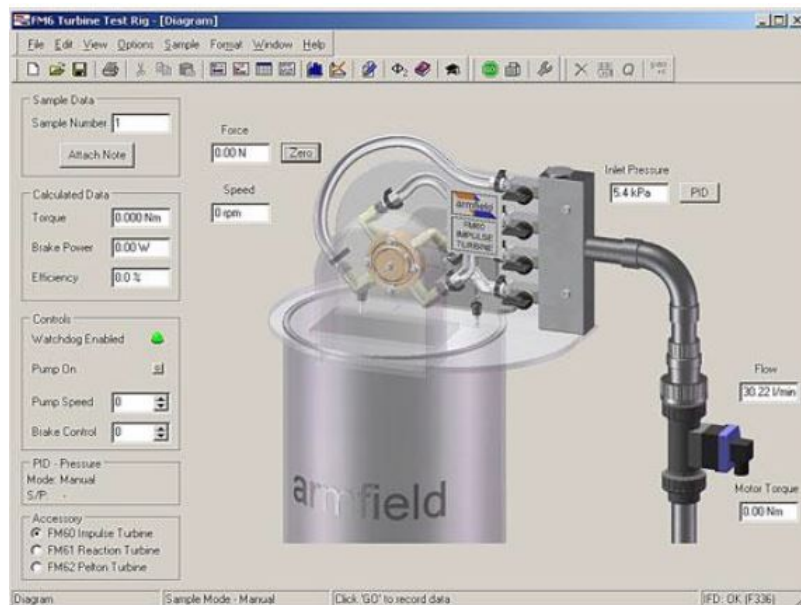 FM6 Turbine Test Rig - [Diagram]
File Edit View Options Sample Format Window Help
Sample Data
Sample Number 1
Attach Note
Calculated Data
Torque 0.000 Nm
Brake Power 0.00 W
Efficiency 0.0 %
Controls
Watchdog Enabled
Pump On
Pump Speed 0
Brake Control 0
PID - Pressure
Mode: Manual
S/P: -
Accessory
FM60 Impulse Turbine
FM61 Reaction Turbine
FM62 Pelton Turbine
Force
0.00 N Zero
Speed
0 rpm
armfield
FM60
IMPULSE
TURBINE
Inlet Pressure
5.4 kPa PID
Flow
30.22 l/min
Motor Torque
0.00 Nm
armfield
Diagram Sample Mode - Manual Click 'GO' to record data IFD: OK (F336)